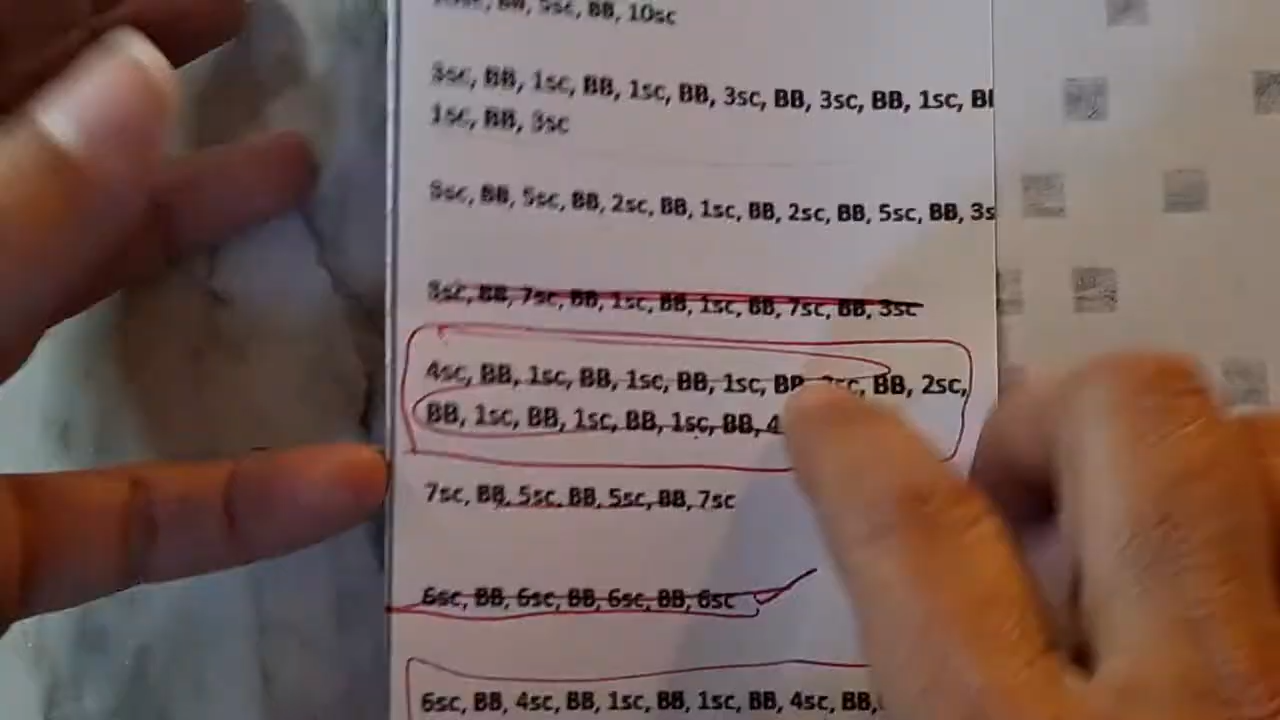 BB, 5sc, BB, 10sc
3sc, BB, 1sc, BB, 1sc, BB, 3sc, BB, 3sc, BB, 1sc,
1sc, BB, 3sc
BB, 5sc, BB, 2sc, BB, 1sc, BB, 2sc, BB, 5sc, BB,
BB, 7sc, BB, 1sc, BB, 1sc, BB, 7sc, BB, 3sc
4sc, BB, 1sc, BB, 1sc, BB, 1sc, BB, BB, 2sc,
BB, 1sc, BB, 1sc, BB, 1sc, BB,
7sc, BB, 5sc, BB, 5sc, BB, 7sc
6sc, BB, 6sc, BB, 6sc, BB, 6sc
6sc, BB, 4sc, BB, 1sc, BB, 1sc, BB, 4sc, BB,